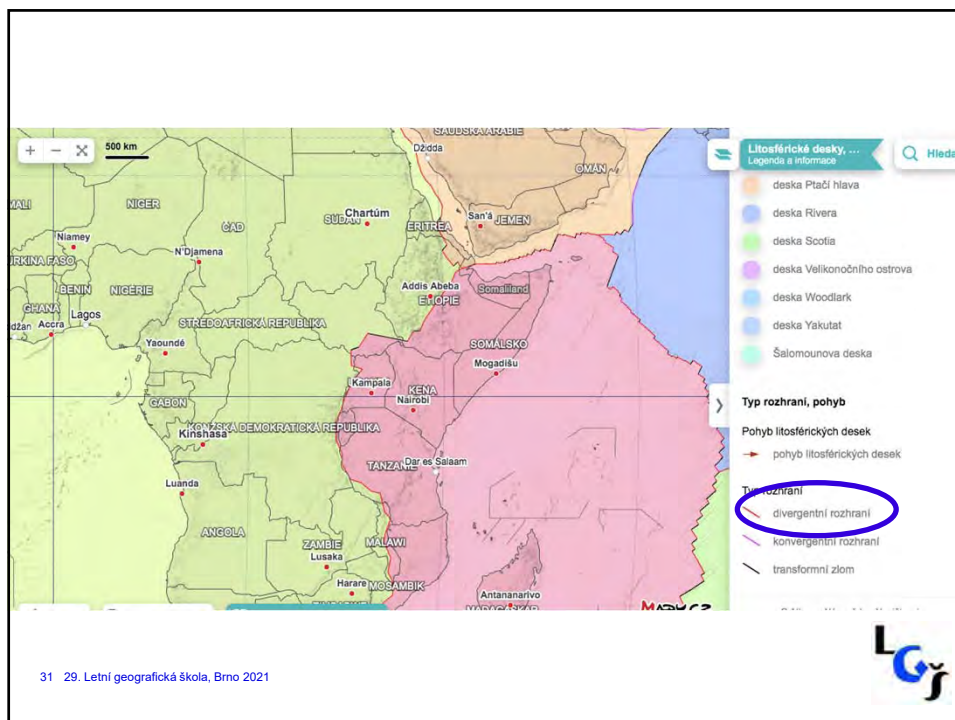 500 km
SAÚDSKÁ ARÁBIE
Džidda
OMÁN
MALI
NIGER
ČAD
SÚDÁN
Chartúm
ERITREA
San'á
JEMEN
Niamey
N'Djamena
BURKINA FASO
BENIN
NIGÉRIE
Addis Abeba
ETIOPIE
Somaliland
GHANA
Lagos
Accra
STŘEDOAFRICKÁ REPUBLIKA
SOMÁLSKO
Yaoundé
Mogadišu
Kampala
KEŇA
GABON
Nairobi
KONŽSKÁ DEMOKRATICKÁ REPUBLIKA
Kinshasa
TANZANIE
Dar es Salaam
Luanda
ANGOLA
ZAMBIE
MALAWI
Lusaka
Harare
MOSAMBIK
Antananarivo
MADAGASKAR
Litosférické desky, ...
Legenda a informace
Hleda
deska Ptačí hlava
deska Rivera
deska Scotia
deska Velikonočního ostrova
deska Woodlark
deska Yakutat
Šalomounova deska
Typ rozhraní, pohyb
Pohyb litosférických desek
pohyb litosférických desek
Typ rozhraní
divergentní rozhraní
konvergentní rozhraní
transformní zlom
31 29. Letní geografická škola, Brno 2021
LGŠ